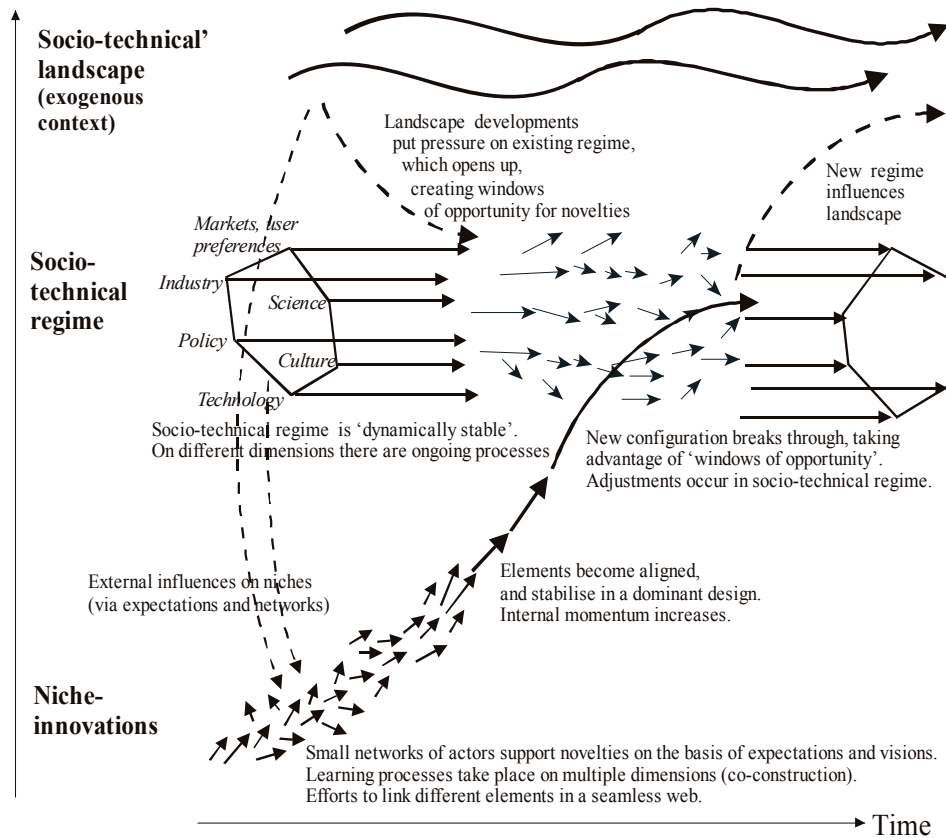 Socio-technical’
landscape
(exogenous
context)
Landscape developments
put pressure on existing regime,
which opens up,
creating windows
of opportunity for novelties
New regime
influences
landscape
Markets, user
preferences
Socio-
technical
regime
Industry
Science
Policy
Culture
Technology
Socio-technical regime is ‘dynamically stable’.
On different dimensions there are ongoing processes
New configuration breaks through, taking
advantage of ‘windows of opportunity’.
Adjustments occur in socio-technical regime.
External influences on niches
(via expectations and networks)
Elements become aligned,
and stabilise in a dominant design.
Internal momentum increases.
Niche-
innovations
Small networks of actors support novelties on the basis of expectations and visions.
Learning processes take place on multiple dimensions (co-construction).
Efforts to link different elements in a seamless web.
Time